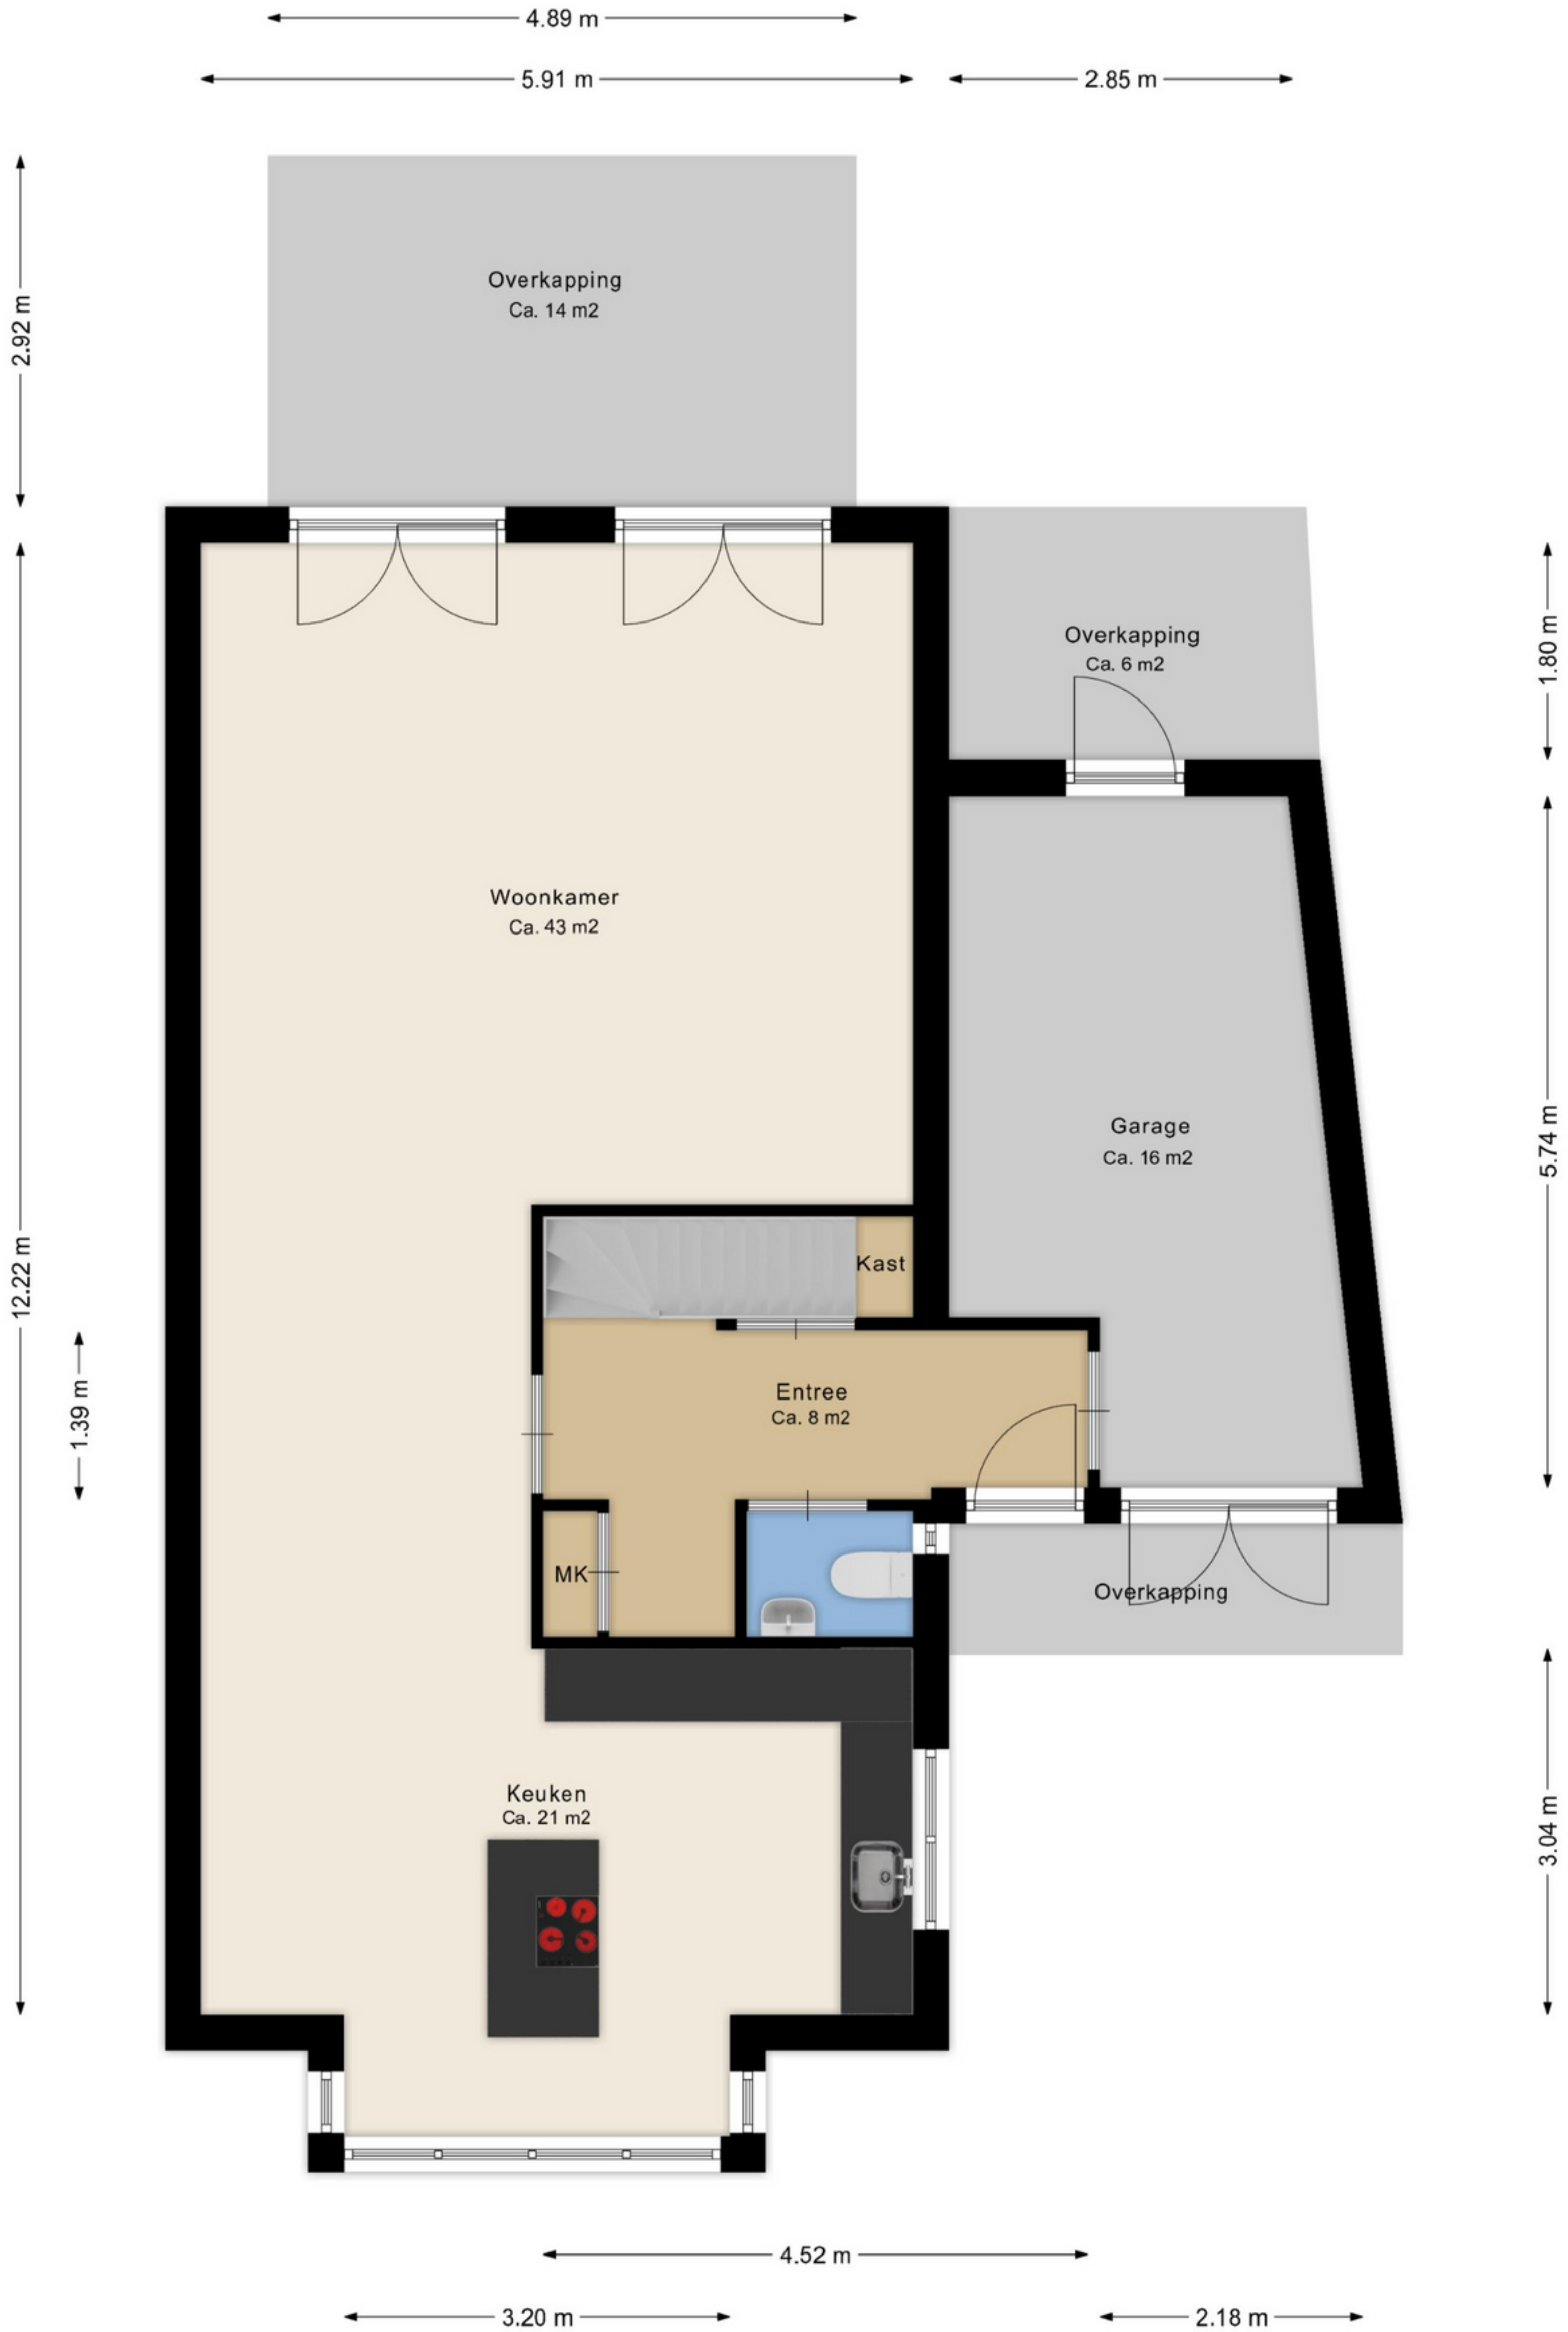 4.89 m
5.91 m
2.85 m
2.92 m
Overkapping
Ca. 14 m2
1.80 m
Overkapping
Ca. 6 m2
Woonkamer
Ca. 43 m2
Garage
Ca. 16 m2
5.74 m
12.22 m
Kast
1.39 m
Entree
Ca. 8 m2
MK
Overkapping
Keuken
Ca. 21 m2
3.04 m
4.52 m
3.20 m
2.18 m